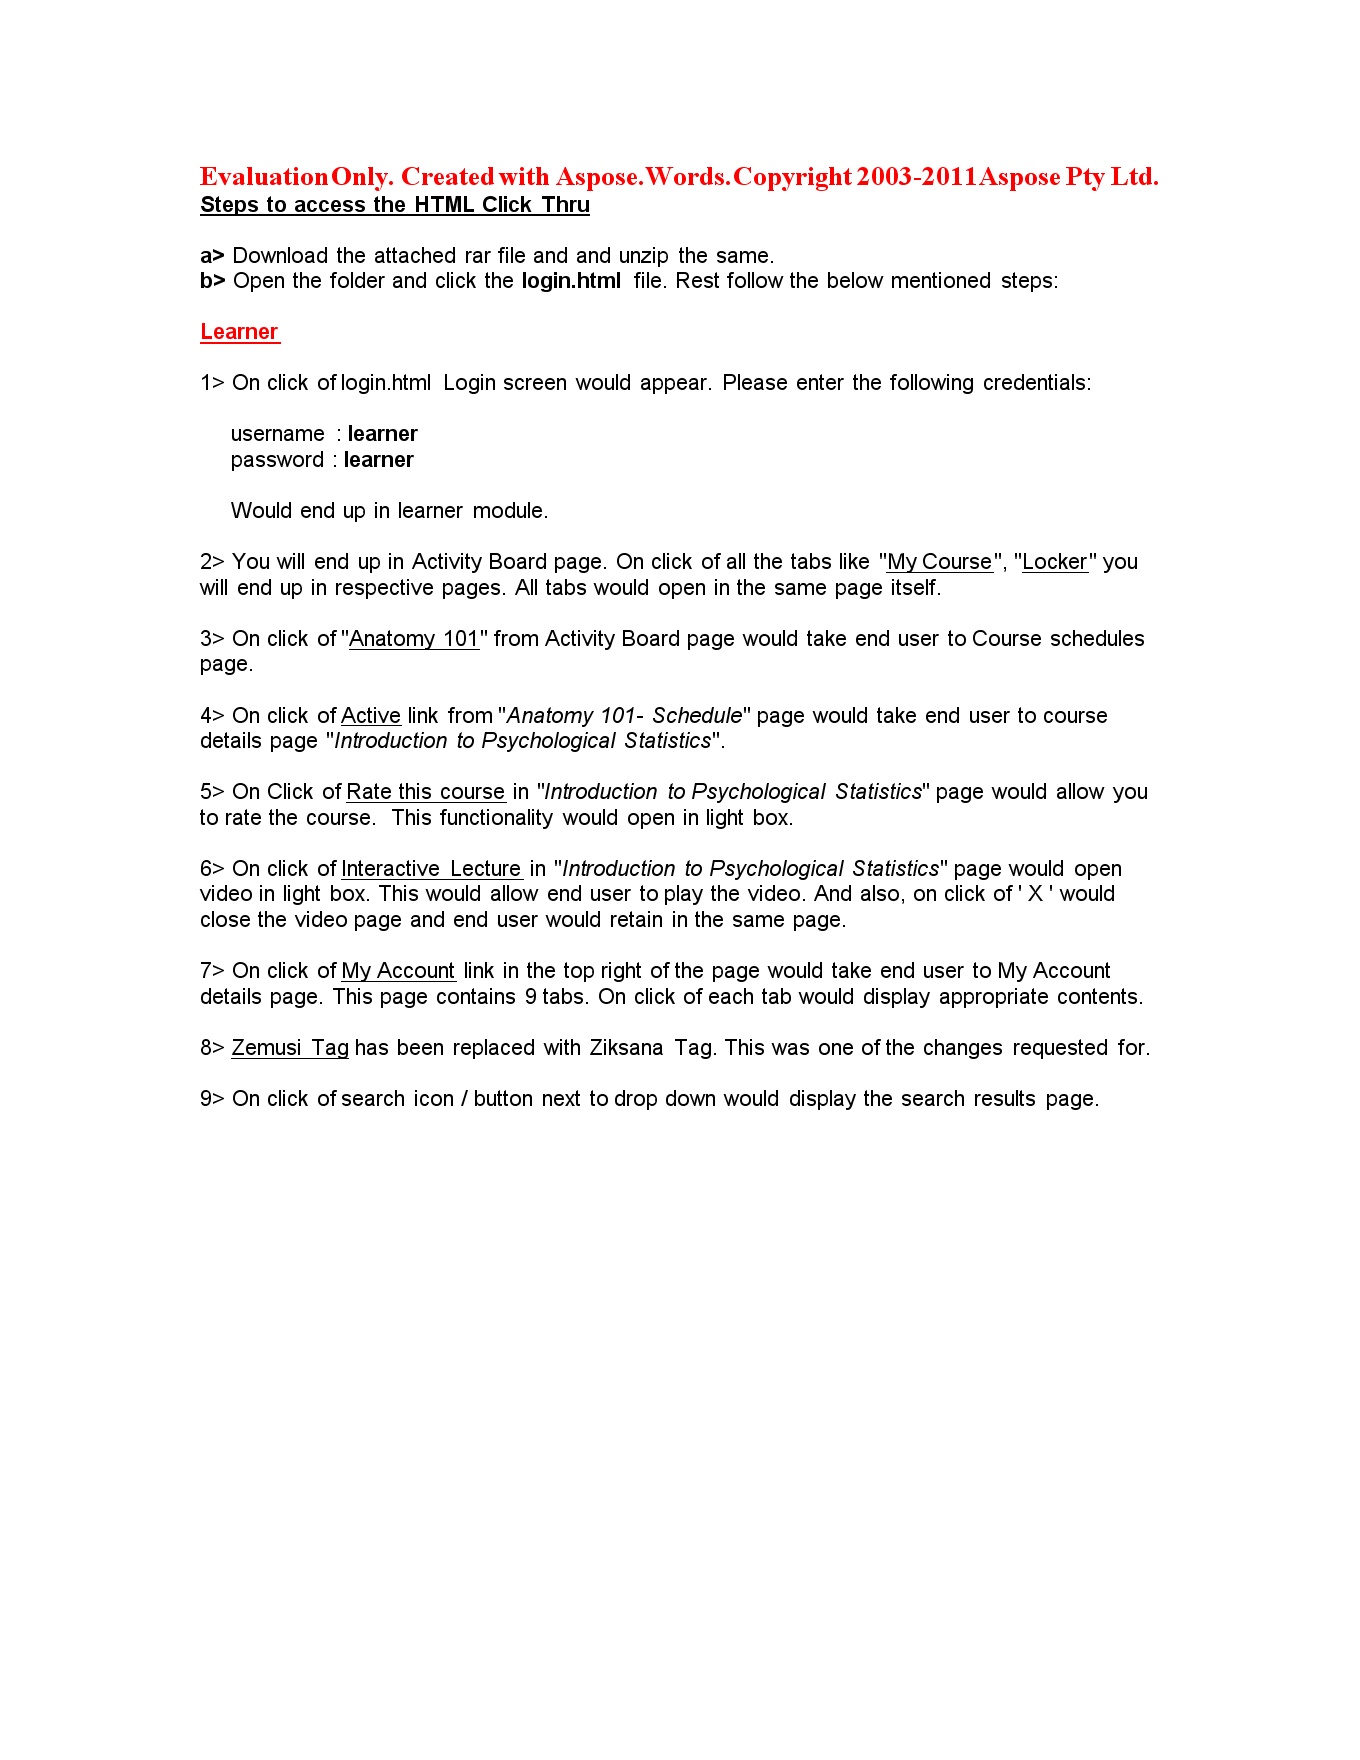 Evaluation Only. Created with Aspose.Words. Copyright 2003-2011 Aspose Pty Ltd.
Steps to access the HTML Click Thru
a> Download the attached rar file and and unzip the same.
b> Open the folder and click the login.html file. Rest follow the below mentioned steps:
Learner
1> On click of login.html Login screen would appear. Please enter the following credentials:
username : learner
password : learner
Would end up in learner module.
2> You will end up in Activity Board page. On click of all the tabs like "My Course", "Locker" you
will end up in respective pages. All tabs would open in the same page itself.
3> On click of "Anatomy 101" from Activity Board page would take end user to Course schedules
page.
4> On click of Active link from "Anatomy 101- Schedule" page would take end user to course
details page "Introduction to Psychological Statistics".
5> On Click of Rate this course in "Introduction to Psychological Statistics" page would allow you
to rate the course. This functionality would open in light box.
6> On click of Interactive Lecture in "Introduction to Psychological Statistics" page would open
video in light box. This would allow end user to play the video. And also, on click of ' X ' would
close the video page and end user would retain in the same page.
7> On click of My Account link in the top right of the page would take end user to My Account
details page. This page contains 9 tabs. On click of each tab would display appropriate contents.
8> Zemusi Tag has been replaced with Ziksana Tag. This was one of the changes requested for.
9> On click of search icon / button next to drop down would display the search results page.